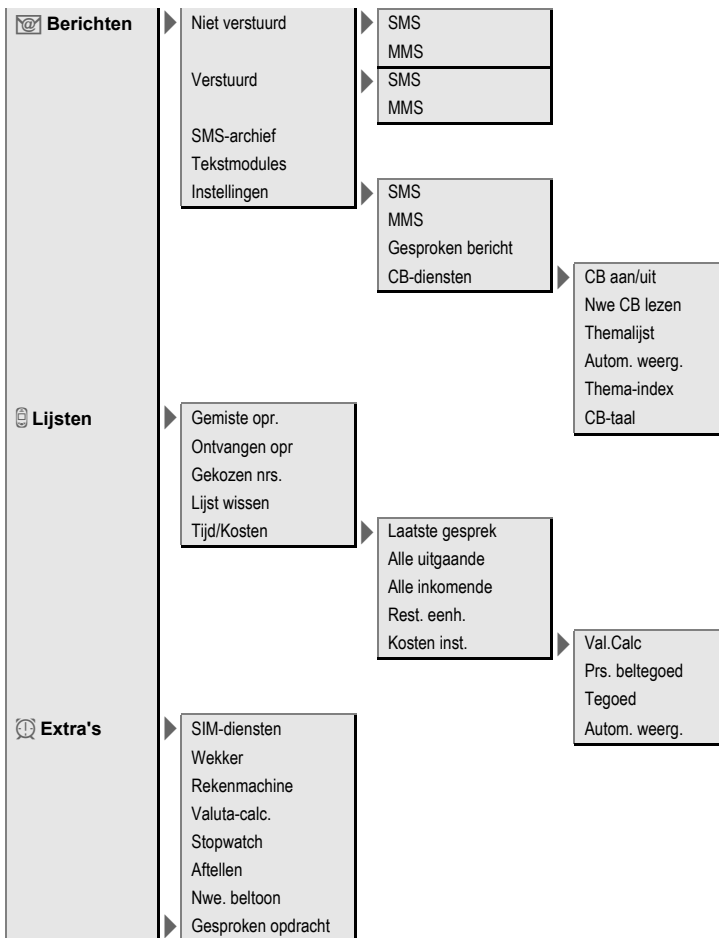 Berichten
Niet verstuurd
SMS
MMS
Verstuurd
SMS
MMS
SMS-archief
Tekstmodules
Instellingen
SMS
MMS
Gesproken bericht
CB-diensten
CB aan/uit
Nwe CB lezen
Themalijst
Autom. weerg.
Thema-index
CB-taal
Lijsten
Gemiste opr.
Ontvangen opr
Gekozen nrs.
Lijst wissen
Tijd/Kosten
Laatste gesprek
Alle uitgaande
Alle inkomende
Rest. eenh.
Kosten inst.
Val.Calc
Prs. beltegoed
Tegoed
Autom. weerg.
Extra's
SIM-diensten
Wekker
Rekenmachine
Valuta-calc.
Stopwatch
Aftellen
Nwe. beltoon
Gesproken opdracht